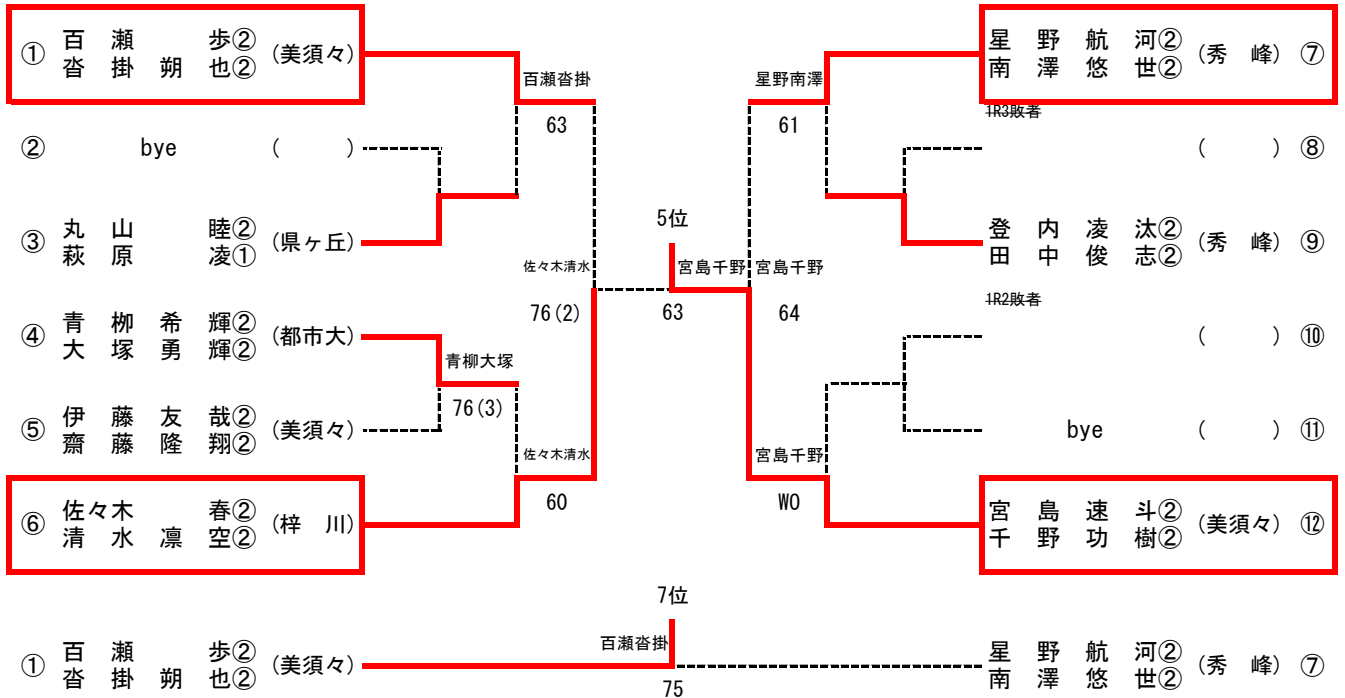 ① 百瀬 歩② (美須々)
沓掛朔也②
② bye ( )
③ 丸山 睦② (県ヶ丘)
萩原 凌①
④ 青栁希輝② (都市大)
大塚勇輝②
⑤ 伊藤友哉② (美須々)
齋藤隆翔②
⑥ 佐々木 春② (梓川)
清水凛空②
百瀬沓掛
63
佐々木清水
76(2)
青柳大塚
76(3)
佐々木清水
60
5位
宮島千野
63
星野南澤
61
宮島千野
64
宮島千野
WO
星野航河② (秀峰) ⑦
南澤悠世②
1R3敗者
( ) ⑧
登内凌汰② (秀峰) ⑨
田中俊志②
1R2敗者
( ) ⑩
bye ( ) ⑪
宮島速斗② (美須々) ⑫
千野功樹②
7位
① 百瀬 歩② (美須々)
沓掛朔也②
百瀬沓掛
75
星野航河② (秀峰) ⑦
南澤悠世②